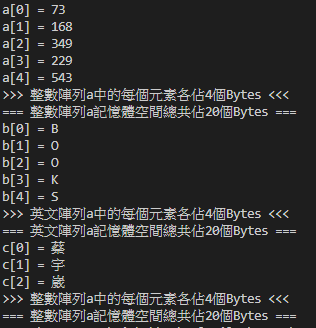 a[0] = 73
a[1] = 168
a[2] = 349
a[3] = 229
a[4] = 543
>>> 整數陣列a中的每個元素各佔4個Bytes <<<
=== 整數陣列a記憶體空間總共佔20個Bytes ===
b[0] = B
b[1] = O
b[2] = O
b[3] = K
b[4] = S
>>> 英文陣列a中的每個元素各佔4個Bytes <<<
=== 英文陣列a記憶體空間總共佔20個Bytes ===
c[0] = 蔡
c[1] = 宇
c[2] = 崴
>>> 整數陣列a中的每個元素各佔4個Bytes <<<
=== 整數陣列a記憶體空間總共佔20個Bytes ===